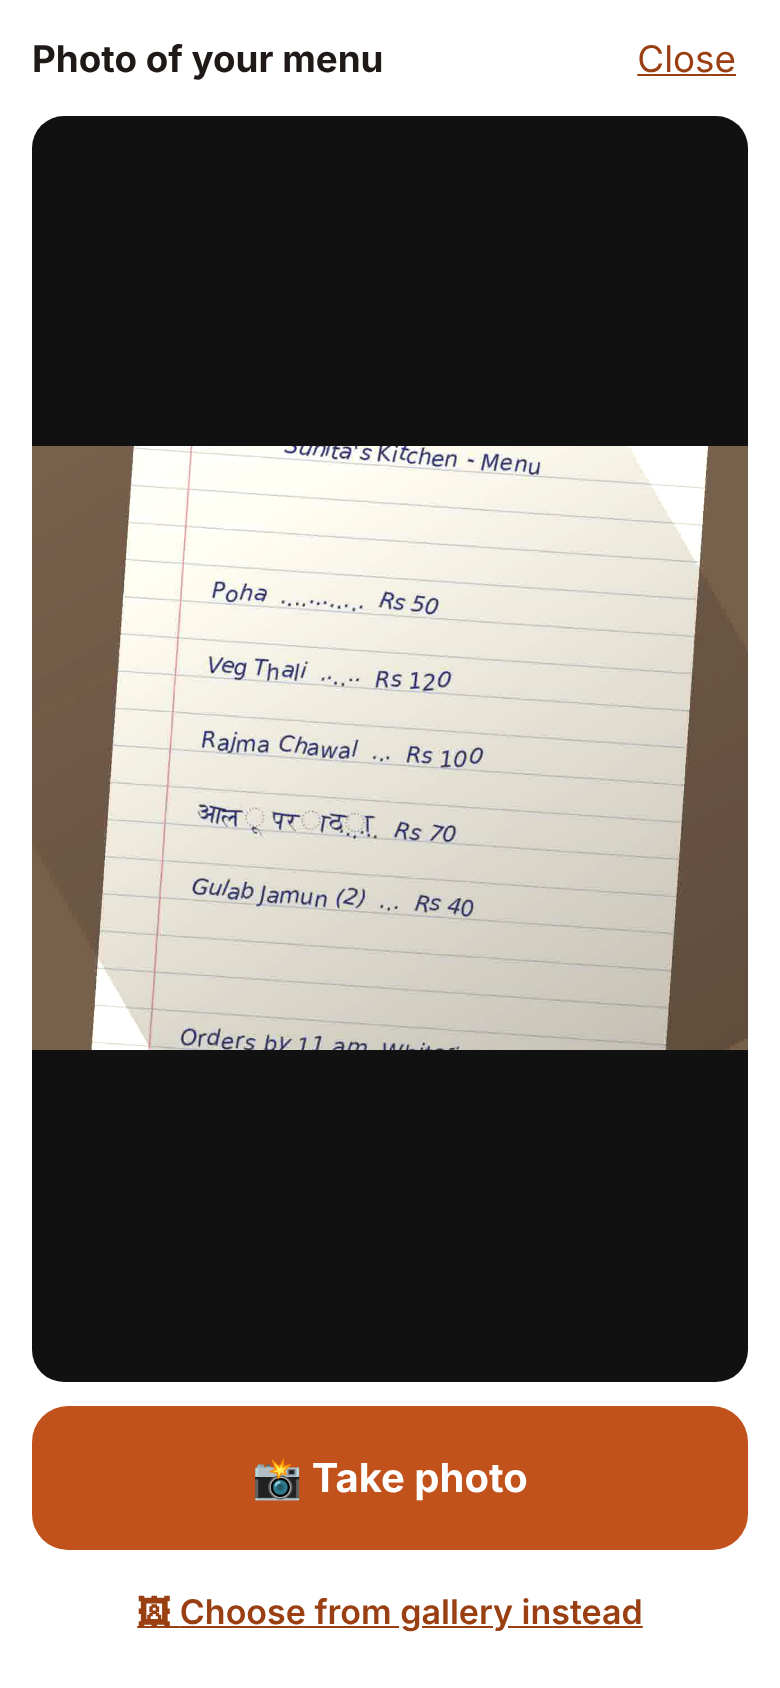 Photo of your menu Close
Sunita's Kitchen - Menu
Poha ............ Rs 50
Veg Thali ...... Rs 120
Rajma Chawal ... Rs 100
आलू पराठा ... Rs 70
Gulab Jamun (2) ... Rs 40
Orders by 11 am.
📸 Take photo
🖼 Choose from gallery instead